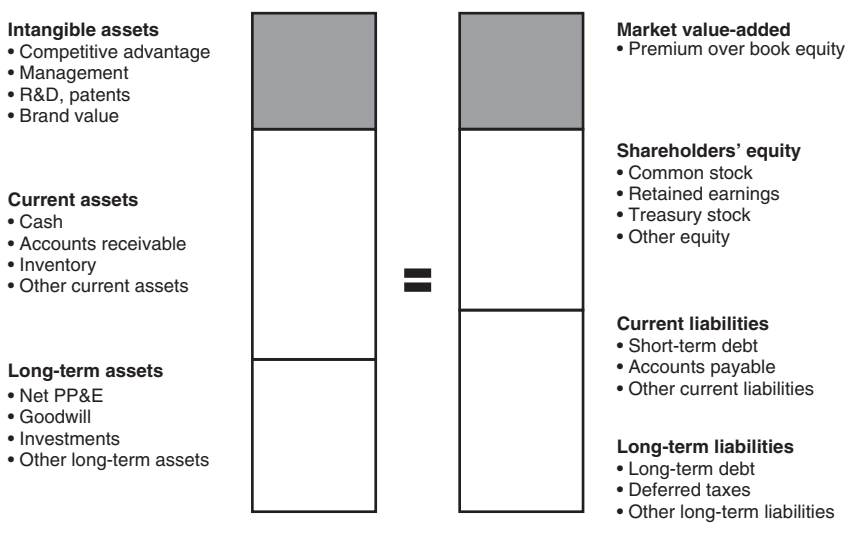 Intangible assets
• Competitive advantage
• Management
• R&D, patents
• Brand value
Current assets
• Cash
• Accounts receivable
• Inventory
• Other current assets
Long-term assets
• Net PP&E
• Goodwill
• Investments
• Other long-term assets
=
Market value-added
• Premium over book equity
Shareholders’ equity
• Common stock
• Retained earnings
• Treasury stock
• Other equity
Current liabilities
• Short-term debt
• Accounts payable
• Other current liabilities
Long-term liabilities
• Long-term debt
• Deferred taxes
• Other long-term liabilities